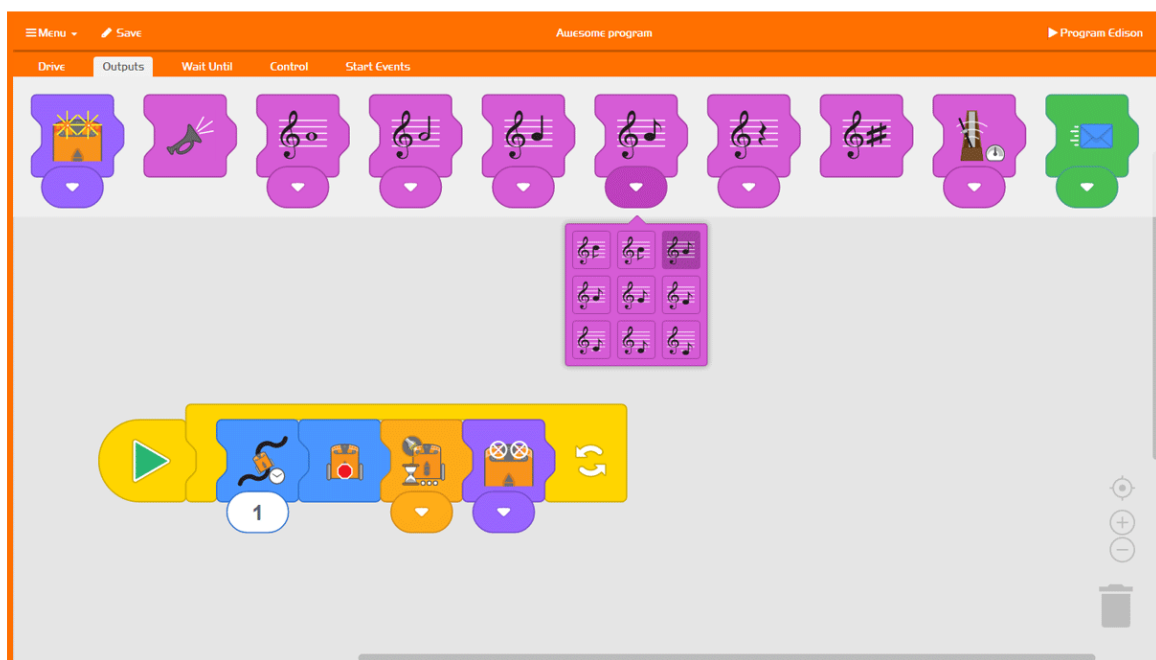 Menu
Save
Awesome program
Program Edison
Drive
Outputs
Wait Until
Control
Start Events
1